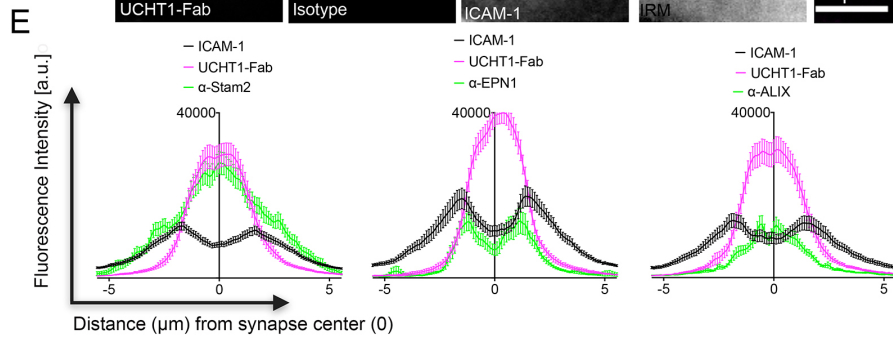 E
UCHT1-Fab
Isotype
ICAM-1
IRM
Fluorescence Intensity [a.u.]
ICAM-1
UCHT1-Fab
α-Stam2
40000
-5
0
5
ICAM-1
UCHT1-Fab
α-EPN1
40000
-5
0
5
ICAM-1
UCHT1-Fab
α-ALIX
40000
-5
0
5
Distance (µm) from synapse center (0)